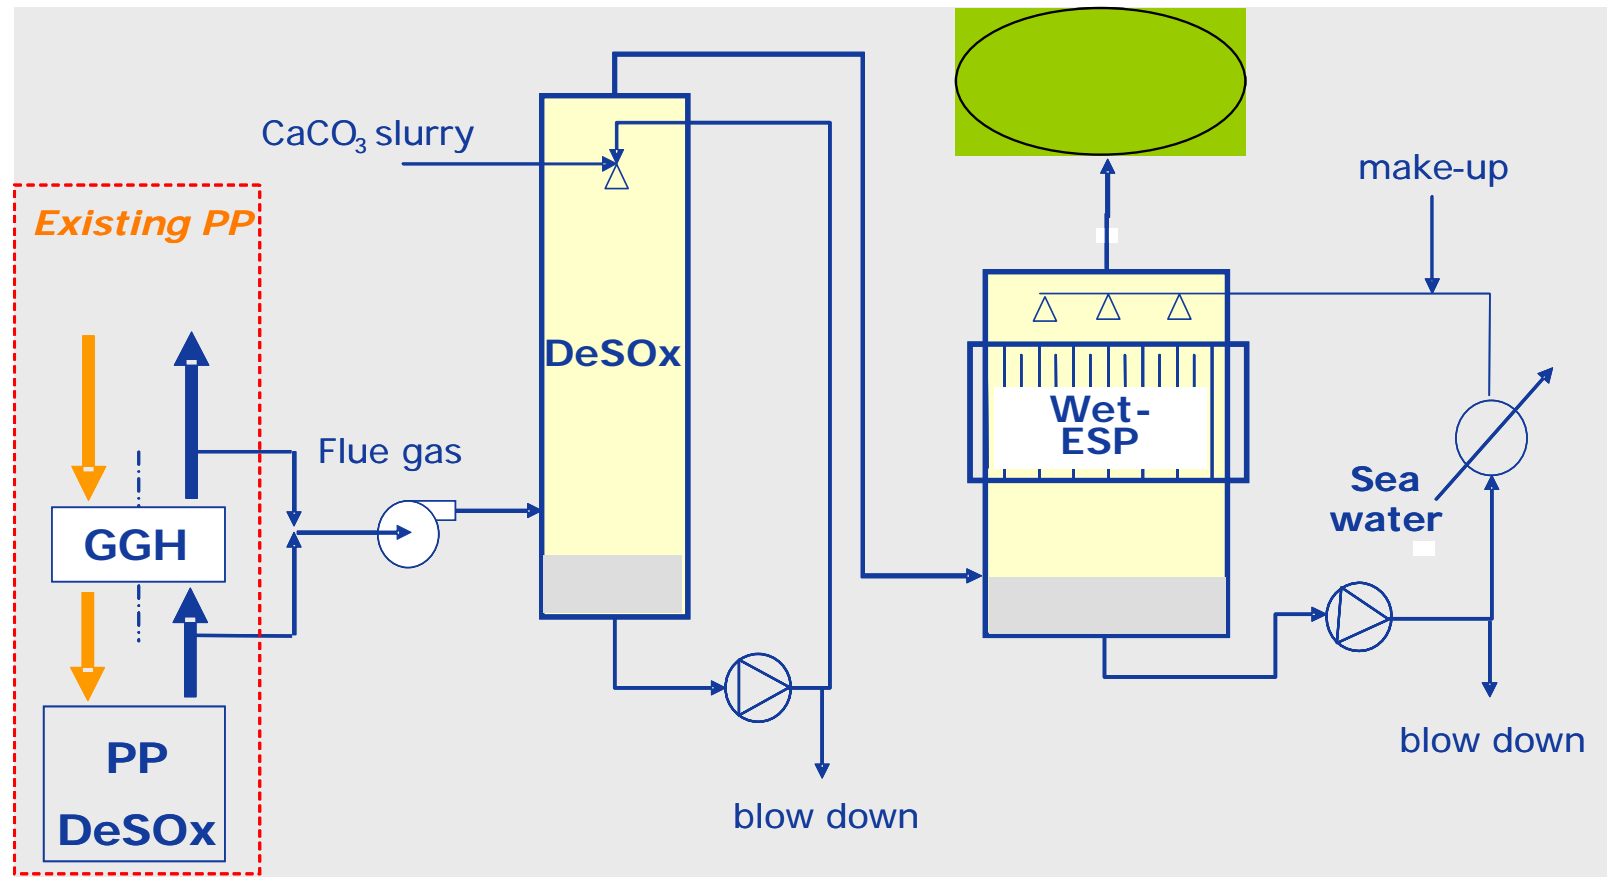 CaCO₃ slurry
make-up
Existing PP
DeSOx
Flue gas
Wet-
ESP
Sea
water
GGH
PP
DeSOx
blow down
blow down